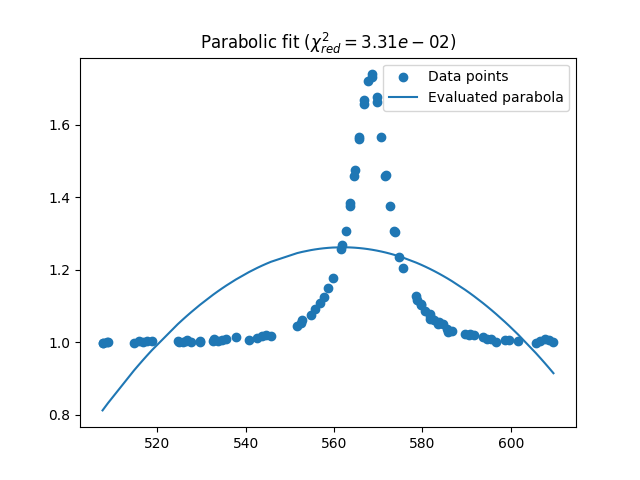 Parabolic fit (χ²_red = 3.31e − 02)
Data points
Evaluated parabola
1.6
1.4
1.2
1.0
0.8
520 540 560 580 600